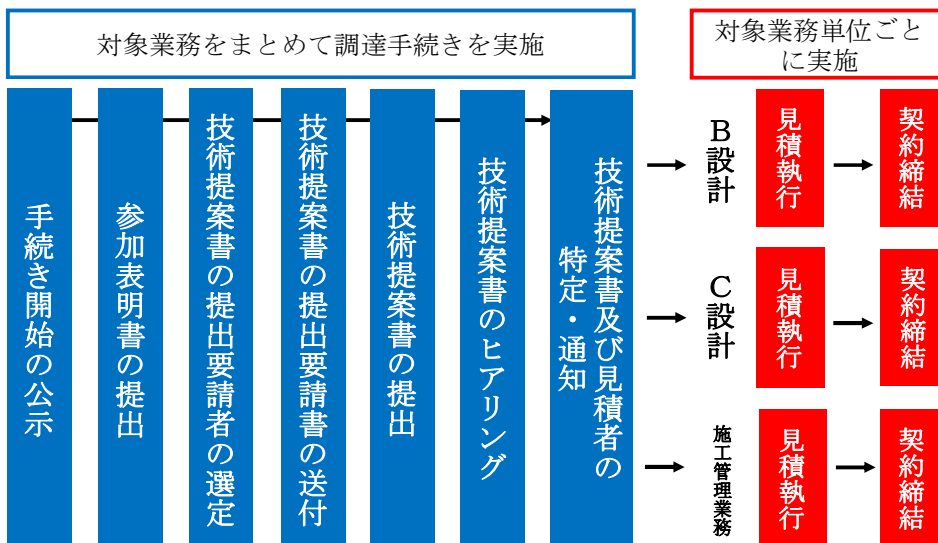 対象業務をまとめて調達手続きを実施
対象業務単位ごと
に実施
手続き開始の公示
参加表明書の提出
技術提案書の提出要請者の選定
技術提案書の提出要請書の送付
技術提案書の提出
技術提案書のヒアリング
技術提案書及び見積者の
特定・通知
B設計
見積執行
契約締結
C設計
見積執行
契約締結
施工管理業務
見積執行
契約締結